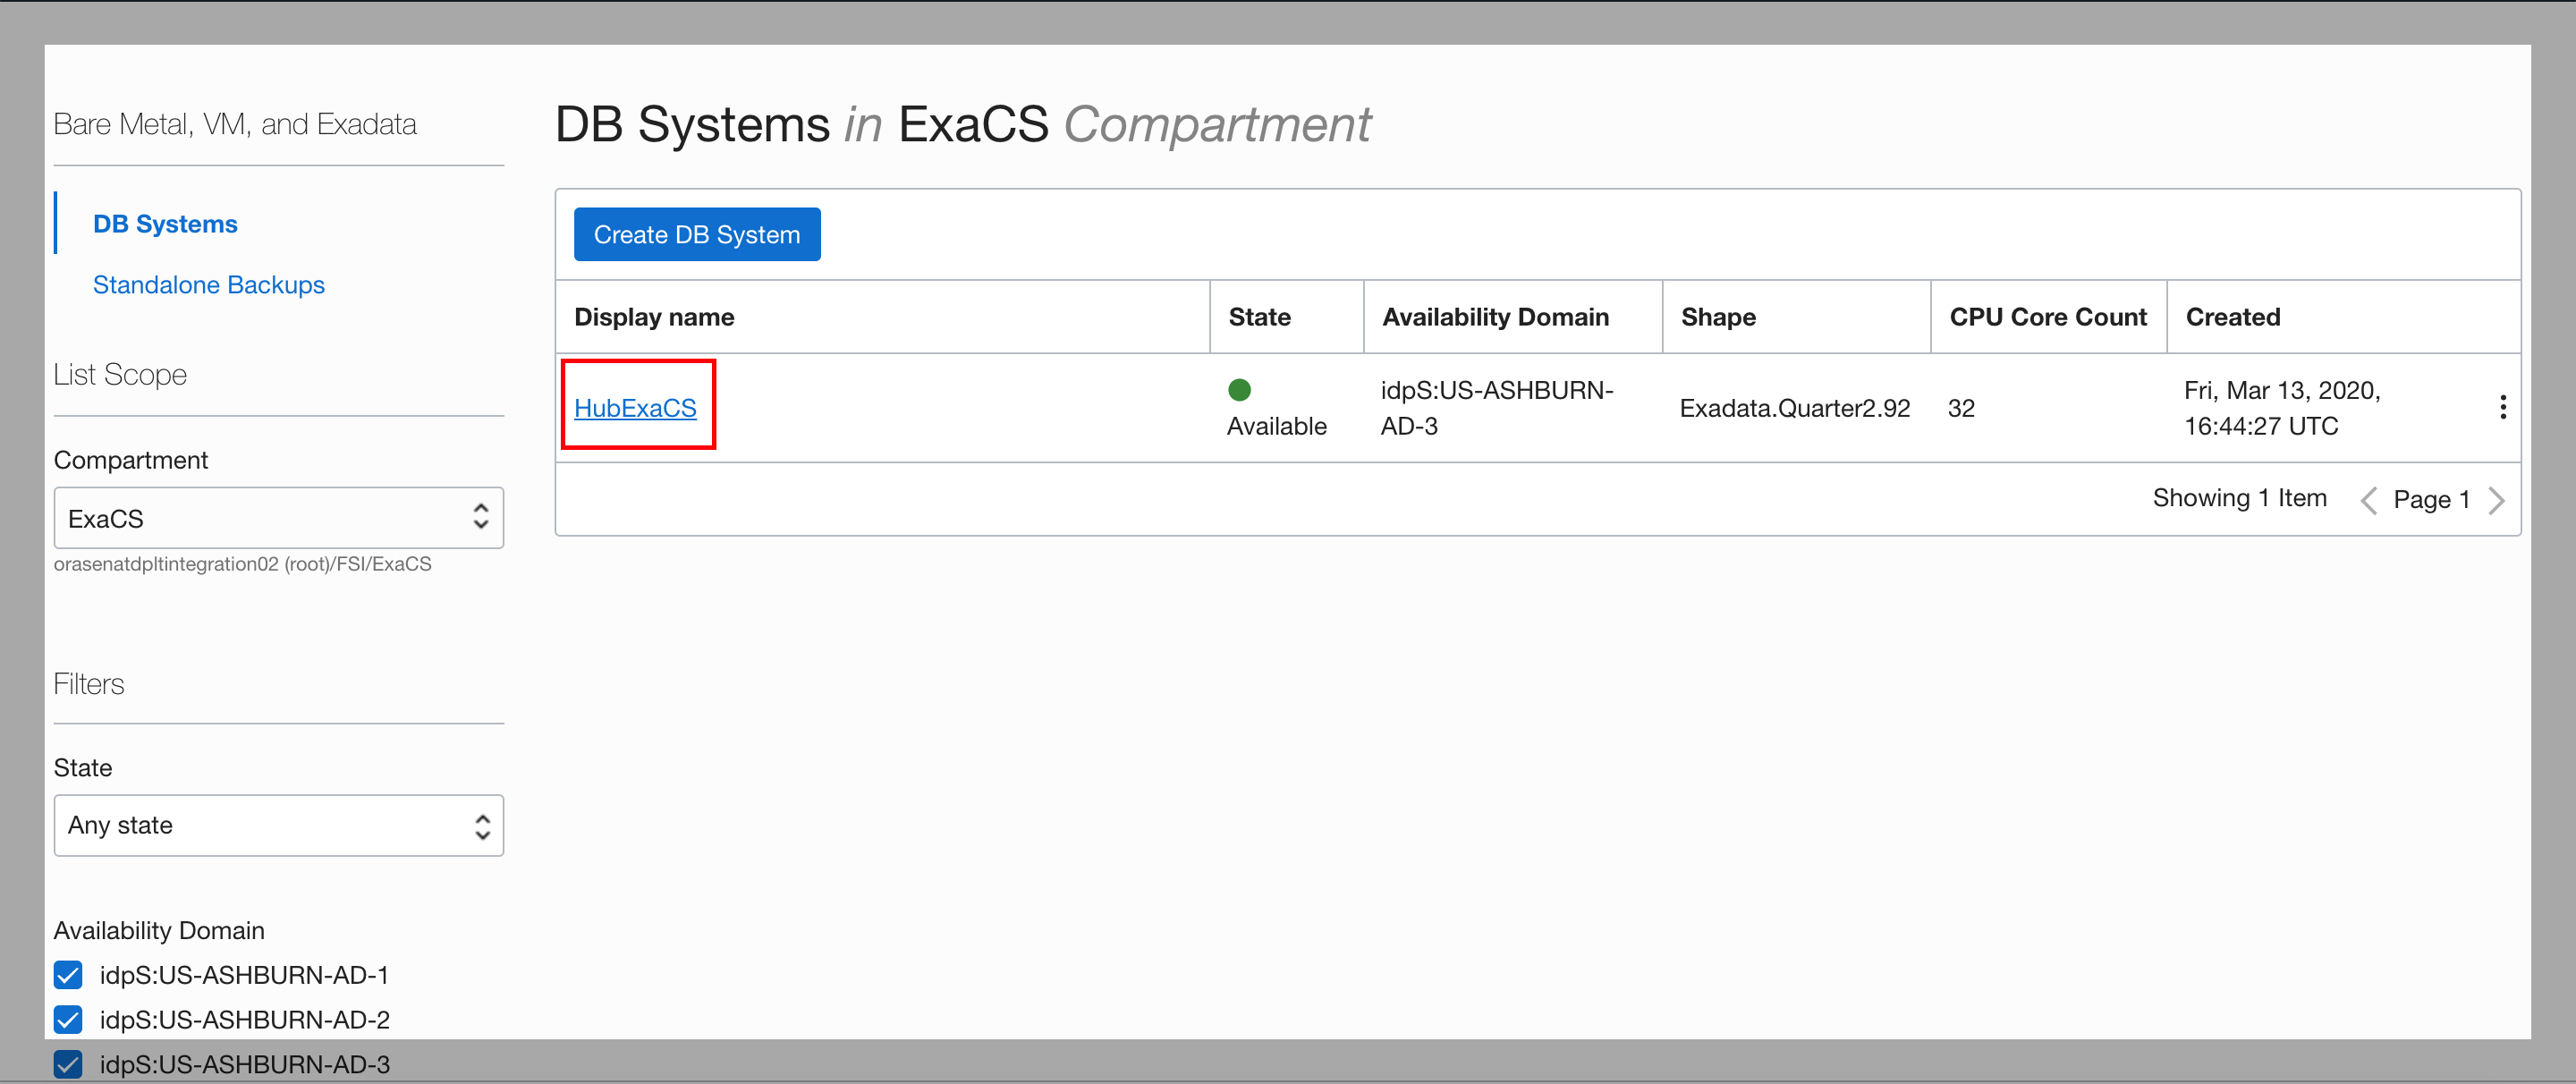 Bare Metal, VM, and Exadata
DB Systems
Standalone Backups
List Scope
Compartment
ExaCS
orasenatdpltintegration02 (root)/FSI/ExaCS
Filters
State
Any state
Availability Domain
idpS:US-ASHBURN-AD-1
idpS:US-ASHBURN-AD-2
idpS:US-ASHBURN-AD-3
DB Systems in ExaCS Compartment
Create DB System
Display name State Availability Domain Shape CPU Core Count Created
HubExaCS
Available
idpS:US-ASHBURN-
AD-3
Exadata.Quarter2.92
32
Fri, Mar 13, 2020,
16:44:27 UTC
Showing 1 Item Page 1